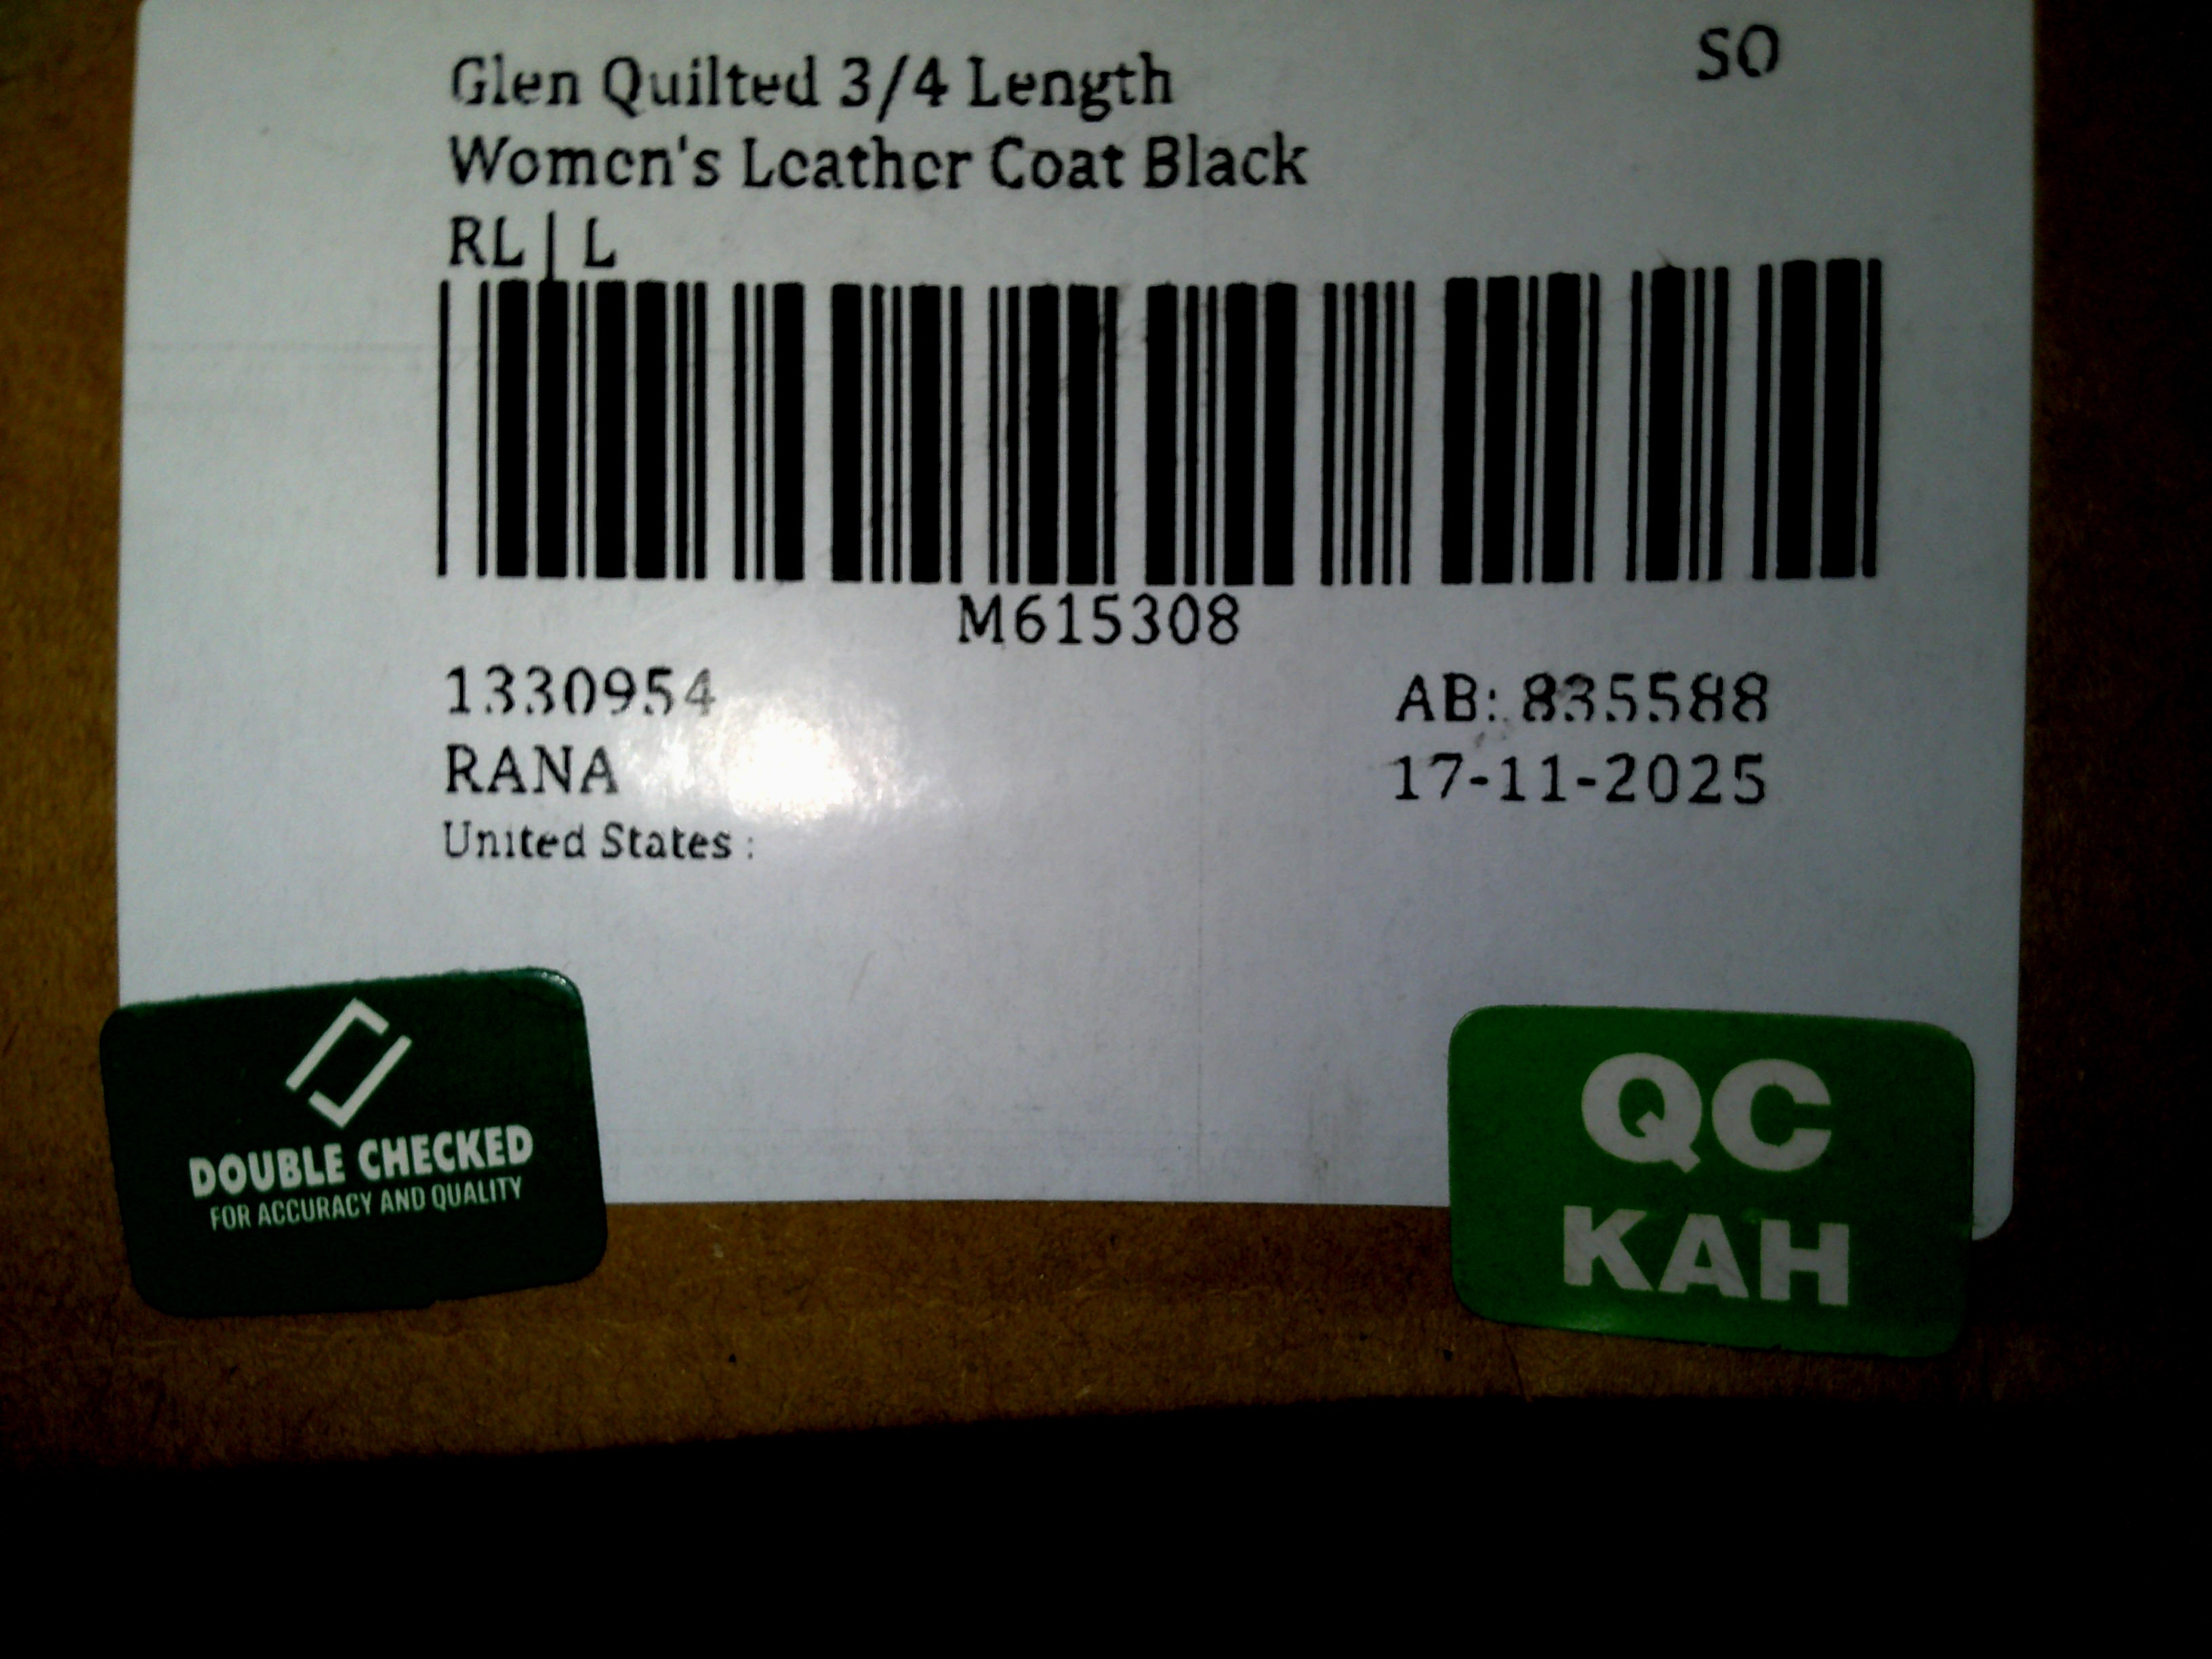 SO
Glen Quilted 3/4 Length
Women's Leather Coat Black
RL | L
M615308
1330954
AB: 835588
RANA
17-11-2025
United States :
DOUBLE CHECKED
FOR ACCURACY AND QUALITY
QC
KAH